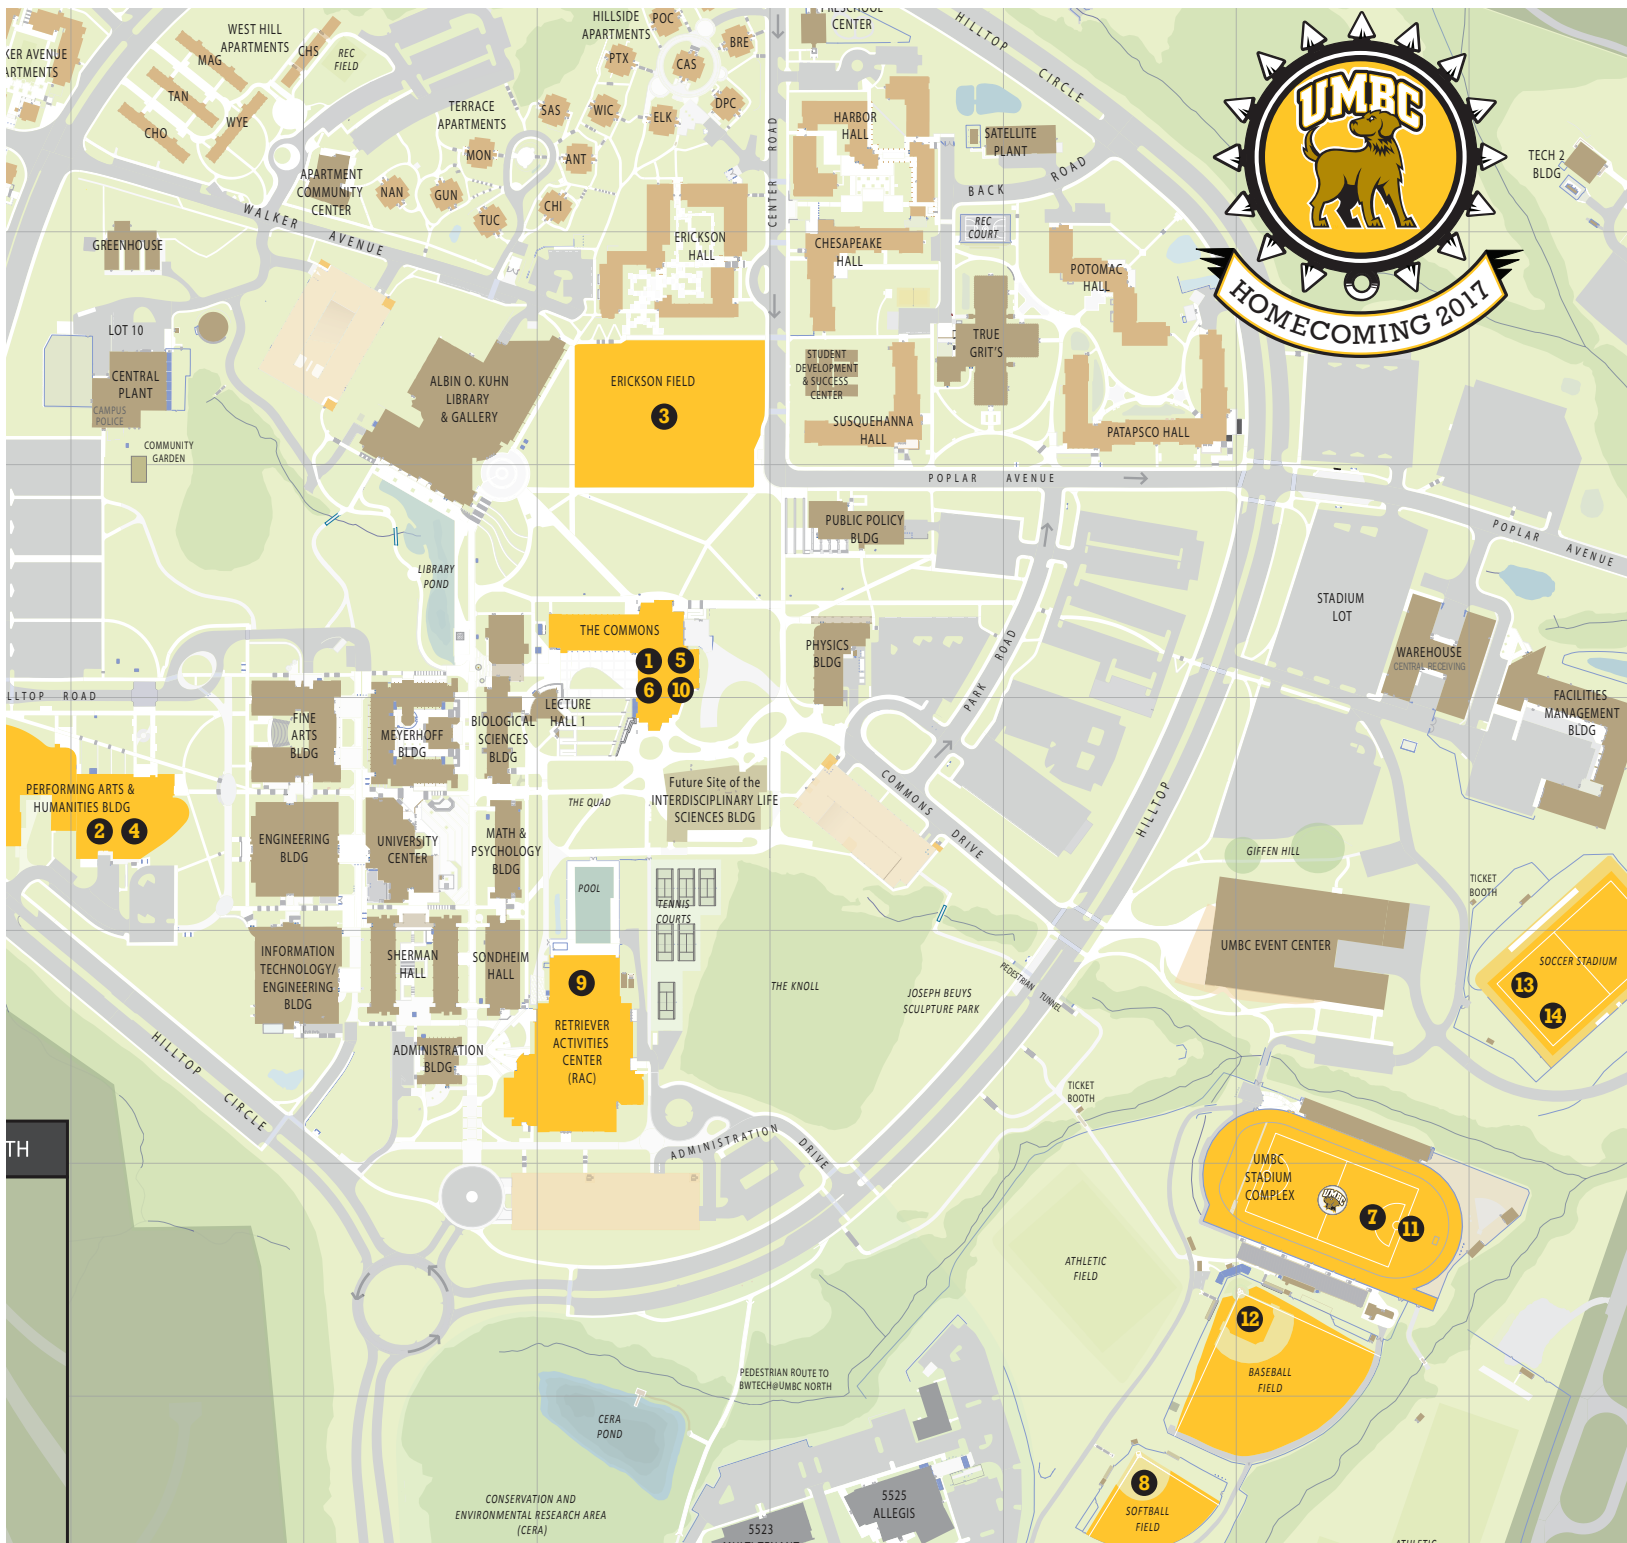 HILLSIDE
APARTMENTS
POC
BRE
PTX
CAS
CENTER
HILLTOP
CIRCLE
WEST HILL
APARTMENTS
CHS
REC
FIELD
MAG
TAN
WYE
CHO
TERRACE
APARTMENTS
SAS
WIC
ELK
DPC
MON
ANT
NAN
GUN
TUC
CHI
APARTMENT
COMMUNITY
CENTER
WALKER AVENUE
GREENHOUSE
ERICKSON
HALL
CENTER ROAD
HARBOR
HALL
SATELLITE
PLANT
BACK ROAD
REC
COURT
CHESAPEAKE
HALL
POTOMAC
HALL
UMBC
HOMECOMING 2017
TECH 2
BLDG
LOT 10
CENTRAL
PLANT
CAMPUS
POLICE
COMMUNITY
GARDEN
ALBIN O. KUHN
LIBRARY
& GALLERY
ERICKSON FIELD
3
STUDENT
DEVELOPMENT
& SUCCESS
CENTER
TRUE
GRIT'S
SUSQUEHANNA
HALL
PATAPSCO HALL
POPLAR AVENUE
PUBLIC POLICY
BLDG
POPLAR AVENUE
LIBRARY
POND
STADIUM
LOT
THE COMMONS
1
5
6
10
PHYSICS
BLDG
PARK ROAD
WAREHOUSE
CENTRAL RECEIVING
FACILITIES
MANAGEMENT
BLDG
LLTOP ROAD
FINE
ARTS
BLDG
MEYERHOFF
BLDG
BIOLOGICAL
SCIENCES
BLDG
LECTURE
HALL 1
PERFORMING ARTS &
HUMANITIES BLDG
2
4
ENGINEERING
BLDG
UNIVERSITY
CENTER
MATH &
PSYCHOLOGY
BLDG
THE QUAD
Future Site of the
INTERDISCIPLINARY LIFE
SCIENCES BLDG
COMMONS DRIVE
HILLTOP
GIFFEN HILL
TICKET
BOOTH
POOL
TENNIS
COURTS
UMBC EVENT CENTER
SOCCER STADIUM
13
14
INFORMATION
TECHNOLOGY/
ENGINEERING
BLDG
SHERMAN
HALL
SONDHEIM
HALL
9
RETRIEVER
ACTIVITIES
CENTER
(RAC)
THE KNOLL
JOSEPH BEUYS
SCULPTURE PARK
PEDESTRIAN TUNNEL
ADMINISTRATION
BLDG
HILLTOP CIRCLE
TICKET
BOOTH
TH
ADMINISTRATION DRIVE
UMBC
STADIUM
COMPLEX
UMBC
7
11
ATHLETIC
FIELD
12
BASEBALL
FIELD
PEDESTRIAN ROUTE TO
BWTECH@UMBC NORTH
CERA
POND
CONSERVATION AND
ENVIRONMENTAL RESEARCH AREA
(CERA)
5525
ALLEGIS
5523
8
SOFTBALL
FIELD